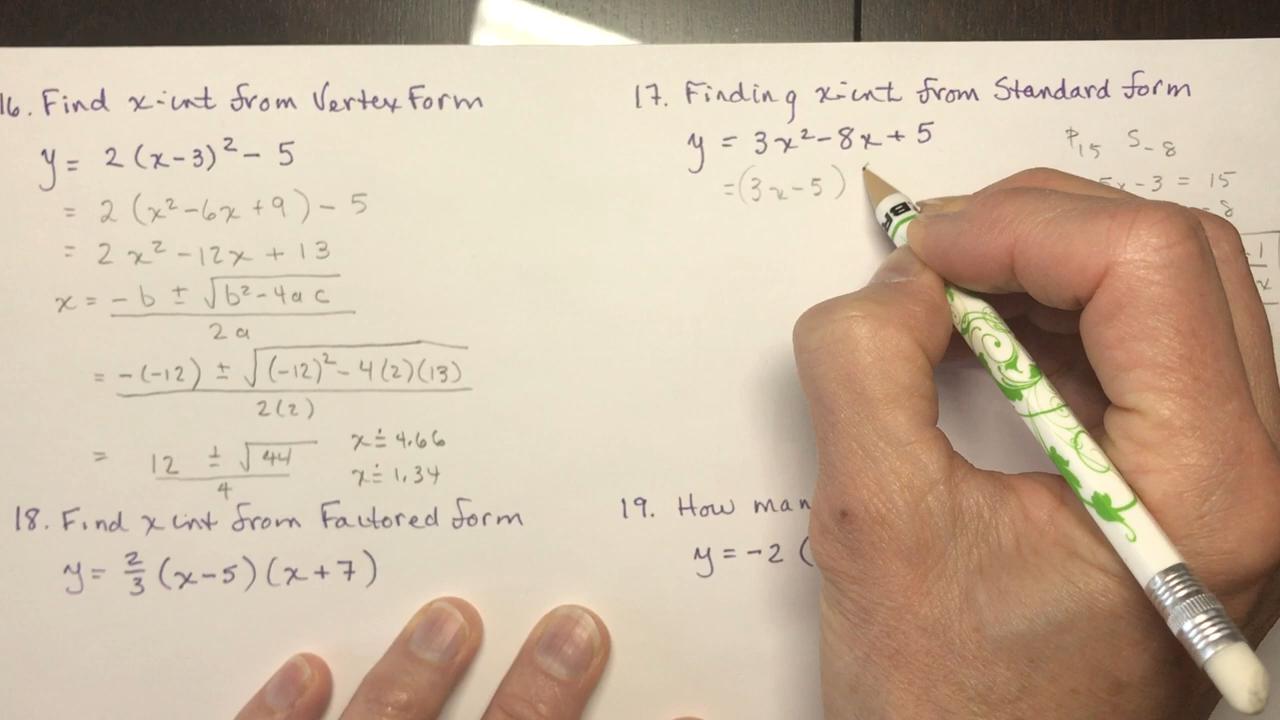 16. Find x-int from Vertex Form
y = 2(x-3)² - 5
= 2(x²-6x+9) - 5
= 2x² - 12x + 13
x = -b ± √b²-4ac
2a
= -(-12) ± √(-12)² - 4(2)(13)
2(2)
= 12 ± √44
4
x ≐ 4.66
x ≐ 1.34
17. Finding x-int from Standard form
y = 3x² - 8x + 5
= (3x-5)
P15 S-8
-3 = 15
8
18. Find x int from Factored form
y = 2/3 (x-5)(x+7)
19. How
y = -2 (